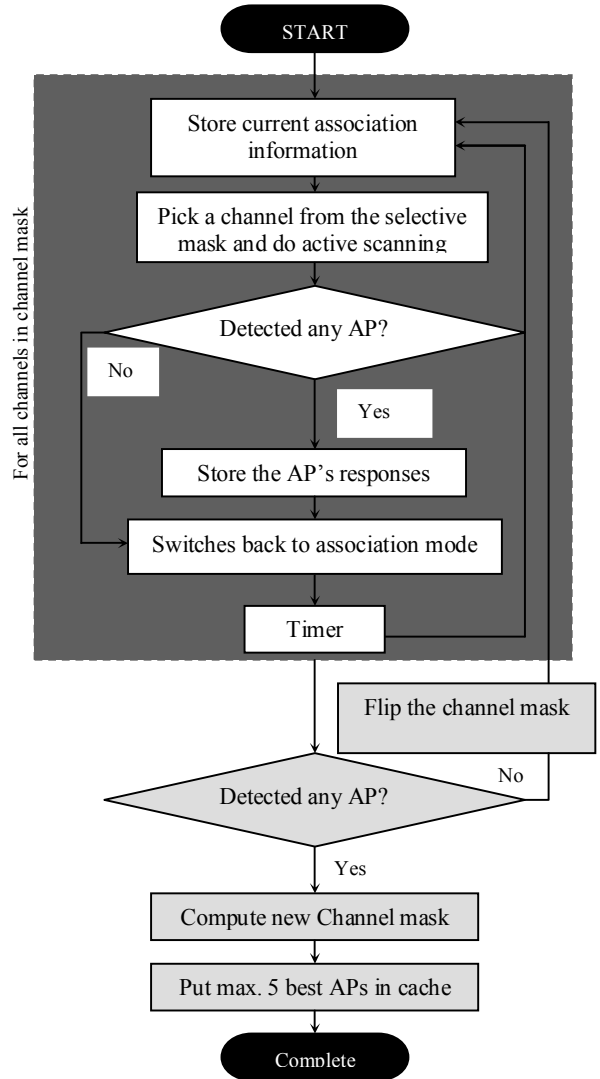 START
For all channels in channel mask
Store current association
information
Pick a channel from the selective
mask and do active scanning
Detected any AP?
No
Yes
Store the AP's responses
Switches back to association mode
Timer
Flip the channel mask
Detected any AP?
No
Yes
Compute new Channel mask
Put max. 5 best APs in cache
Complete